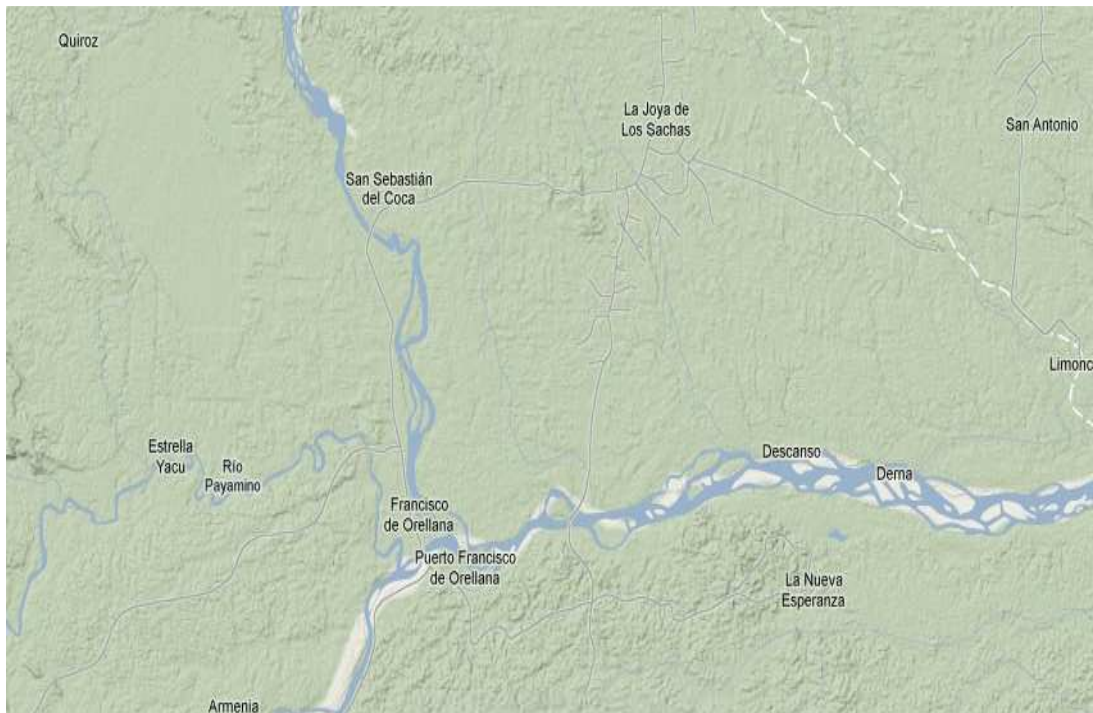 Quiroz
La Joya de
Los Sachas
San Antonio
San Sebastián
del Coca
Limonc
Estrella
Yacu
Río
Payamino
Descanso
Derna
Francisco
de Orellana
Puerto Francisco
de Orellana
La Nueva
Esperanza
Armenia